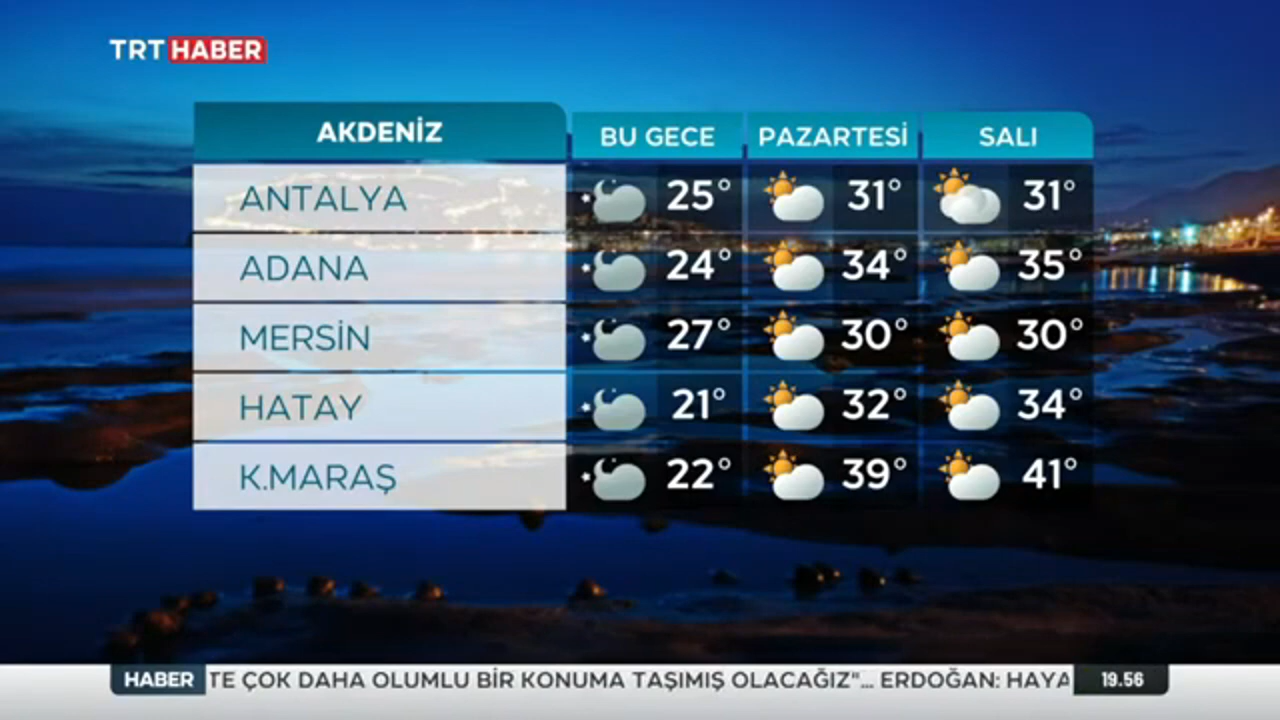 TRT HABER
AKDENİZ BU GECE PAZARTESİ SALI
ANTALYA 25° 31° 31°
ADANA 24° 34° 35°
MERSİN 27° 30° 30°
HATAY 21° 32° 34°
K.MARAŞ 22° 39° 41°
HABER TE ÇOK DAHA OLUMLU BİR KONUMA TAŞIMIŞ OLACAĞIZ"... ERDOĞAN: HAYA 19.56